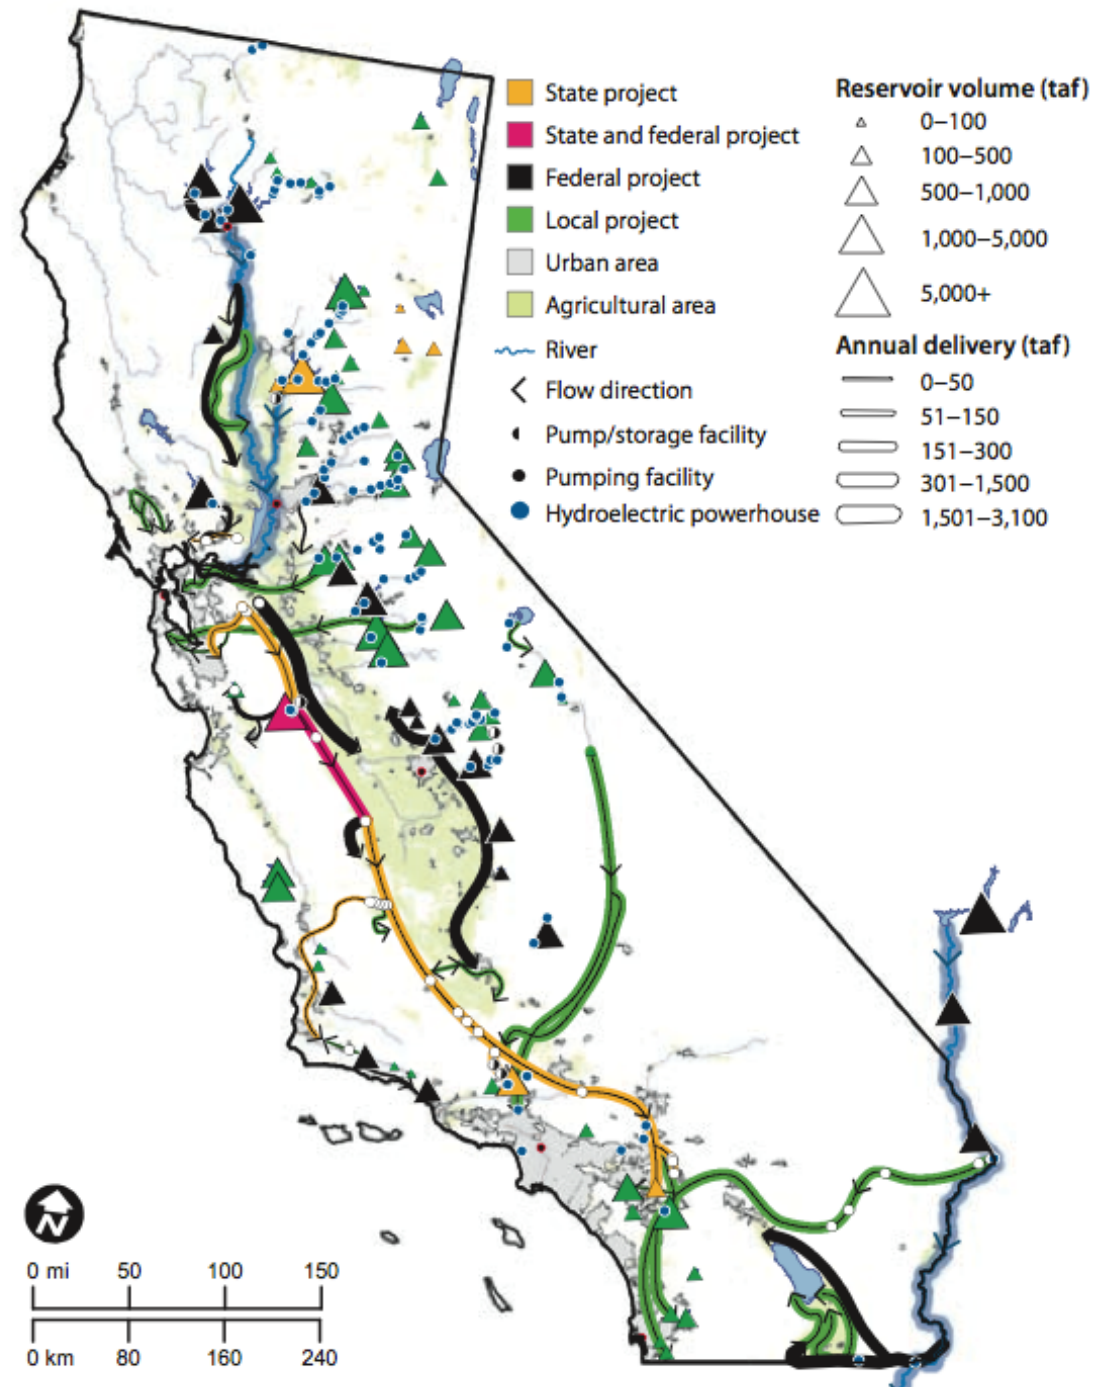 State project
State and federal project
Federal project
Local project
Urban area
Agricultural area
River
Flow direction
Pump/storage facility
Pumping facility
Hydroelectric powerhouse
Reservoir volume (taf)
0–100
100–500
500–1,000
1,000–5,000
5,000+
Annual delivery (taf)
0–50
51–150
151–300
301–1,500
1,501–3,100
N
0 mi 50 100 150
0 km 80 160 240